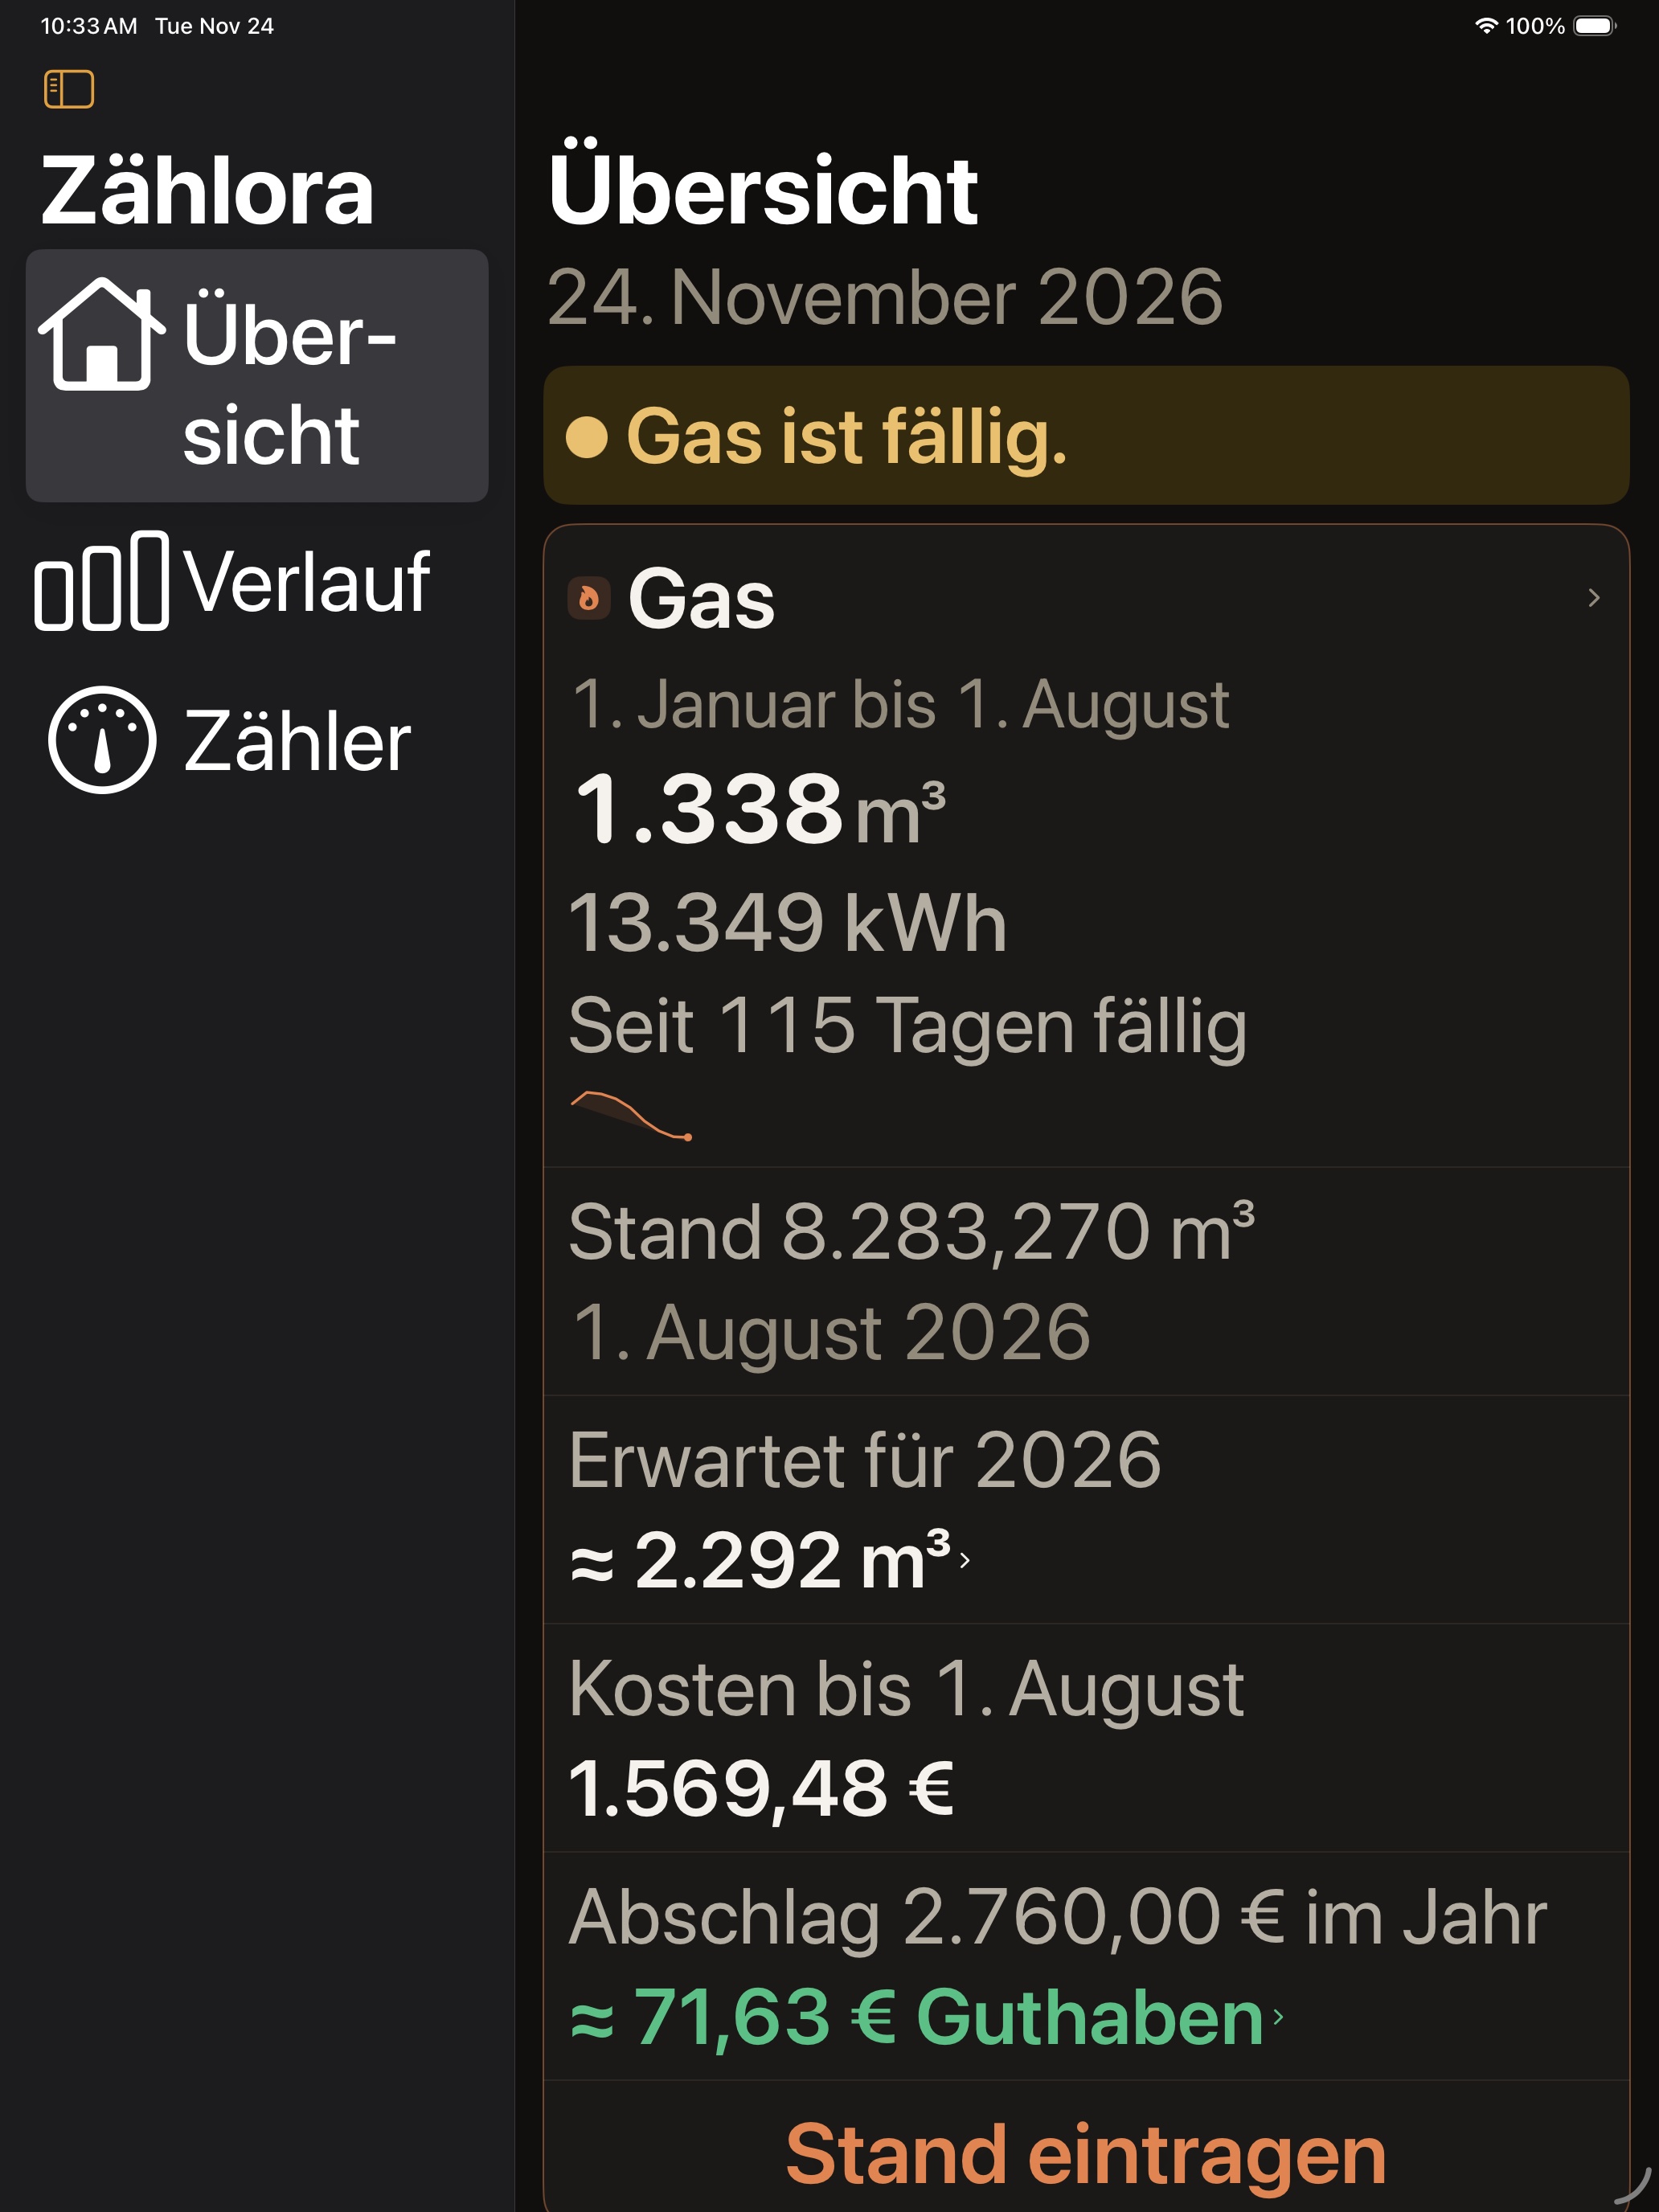 10:33 AM Tue Nov 24
100%
Zählora
Über-
sicht
Verlauf
Zähler
Übersicht
24. November 2026
Gas ist fällig.
Gas
1. Januar bis 1. August
1.338 m³
13.349 kWh
Seit 115 Tagen fällig
Stand 8.283,270 m³
1. August 2026
Erwartet für 2026
≈ 2.292 m³
Kosten bis 1. August
1.569,48 €
Abschlag 2.760,00 € im Jahr
≈ 71,63 € Guthaben
Stand eintragen